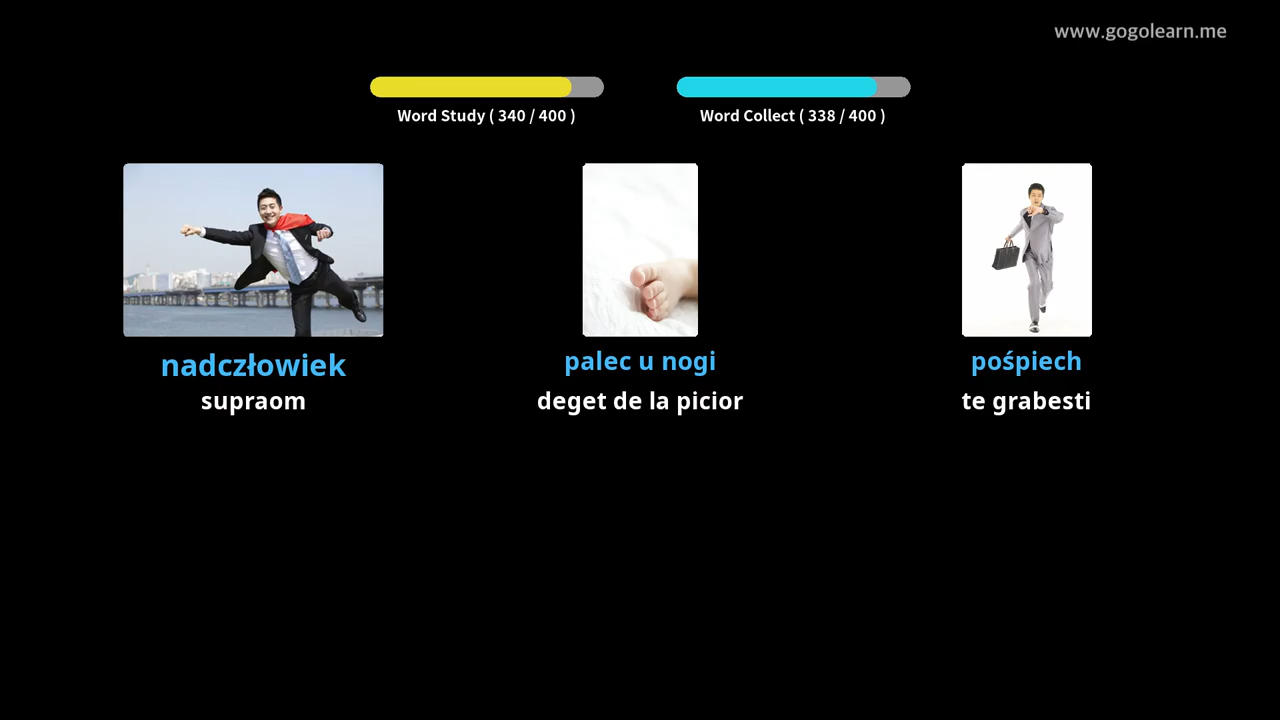 www.gogolearn.me
Word Study ( 340 / 400 )
Word Collect ( 338 / 400 )
nadczłowiek
supraom
palec u nogi
deget de la picior
pośpiech
te grabesti